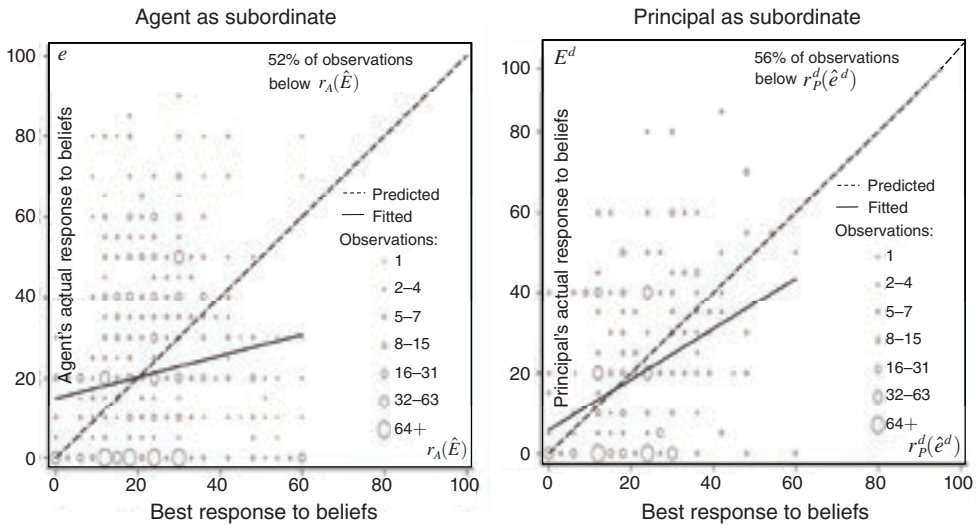 Agent as subordinate
e
52% of observations
below r_A(Ê)
100
80
60
40
20
0
Agent's actual response to beliefs
Predicted
Fitted
Observations:
1
2–4
5–7
8–15
16–31
32–63
64+
r_A(Ê)
0 20 40 60 80 100
Best response to beliefs
Principal as subordinate
E^d
56% of observations
below r_P^d(ê^d)
100
80
60
40
20
0
Principal's actual response to beliefs
Predicted
Fitted
Observations:
1
2–4
5–7
8–15
16–31
32–63
64+
r_P^d(ê^d)
0 20 40 60 80 100
Best response to beliefs